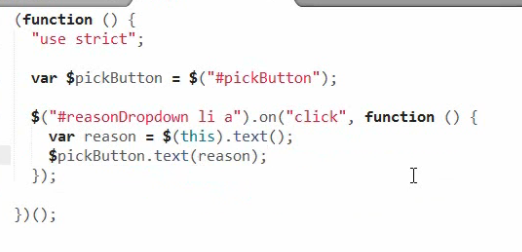 (function () {
"use strict";
var $pickButton = $("#pickButton");
$("#reasonDropdown li a").on("click", function () {
var reason = $(this).text();
$pickButton.text(reason);
});
})();